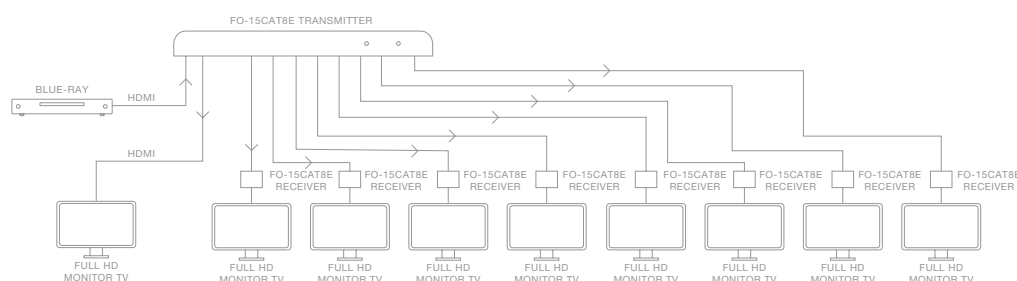 FO-15CAT8E TRANSMITTER
BLUE-RAY
HDMI
HDMI
FO-15CAT8E
RECEIVER
FO-15CAT8E
RECEIVER
FO-15CAT8E
RECEIVER
FO-15CAT8E
RECEIVER
FO-15CAT8E
RECEIVER
FO-15CAT8E
RECEIVER
FO-15CAT8E
RECEIVER
FO-15CAT8E
RECEIVER
FULL HD
MONITOR TV
FULL HD
MONITOR TV
FULL HD
MONITOR TV
FULL HD
MONITOR TV
FULL HD
MONITOR TV
FULL HD
MONITOR TV
FULL HD
MONITOR TV
FULL HD
MONITOR TV
FULL HD
MONITOR TV